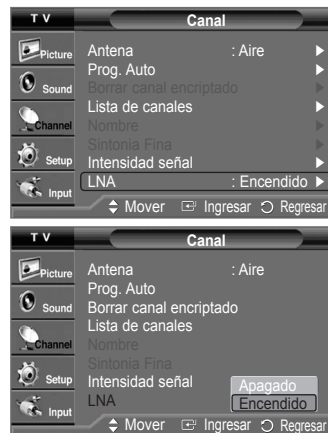 T V
Canal
Picture
Sound
Channel
Setup
Input
Antena : Aire
Prog. Auto
Borrar canal encriptado
Lista de canales
Nombre
Sintonia Fina
Intensidad señal
LNA : Encendido
Mover Ingresar Regresar
T V
Canal
Picture
Sound
Channel
Setup
Input
Antena : Aire
Prog. Auto
Borrar canal encriptado
Lista de canales
Nombre
Sintonia Fina
Intensidad señal
LNA
Apagado
Encendido
Mover Ingresar Regresar